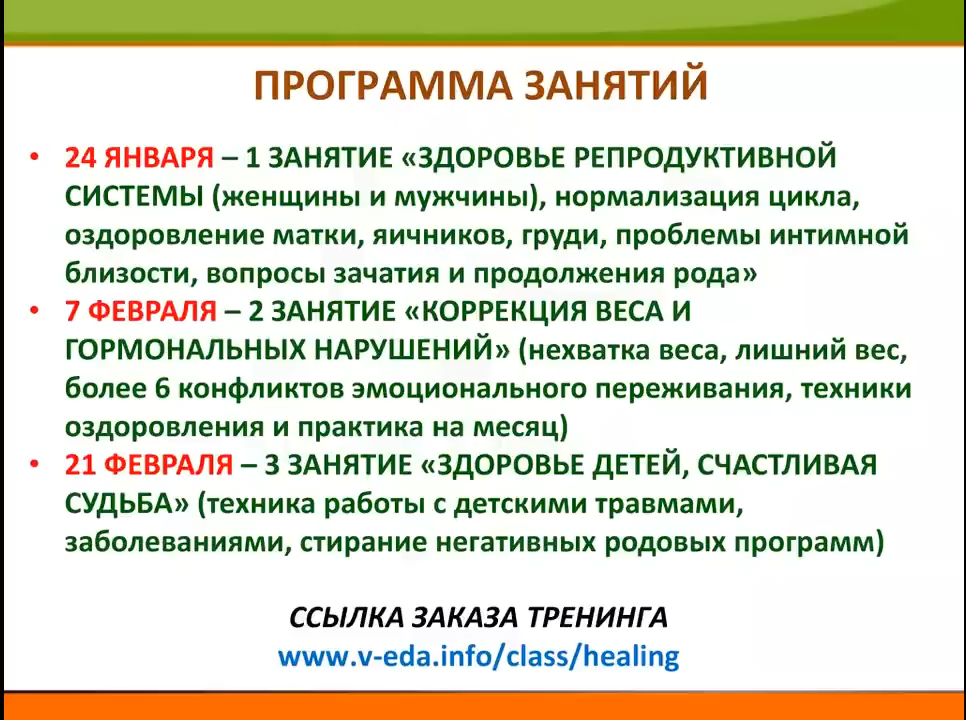 ПРОГРАММА ЗАНЯТИЙ
• 24 ЯНВАРЯ – 1 ЗАНЯТИЕ «ЗДОРОВЬЕ РЕПРОДУКТИВНОЙ
СИСТЕМЫ (женщины и мужчины), нормализация цикла,
оздоровление матки, яичников, груди, проблемы интимной
близости, вопросы зачатия и продолжения рода»
• 7 ФЕВРАЛЯ – 2 ЗАНЯТИЕ «КОРРЕКЦИЯ ВЕСА И
ГОРМОНАЛЬНЫХ НАРУШЕНИЙ» (нехватка веса, лишний вес,
более 6 конфликтов эмоционального переживания, техники
оздоровления и практика на месяц)
• 21 ФЕВРАЛЯ – 3 ЗАНЯТИЕ «ЗДОРОВЬЕ ДЕТЕЙ, СЧАСТЛИВАЯ
СУДЬБА» (техника работы с детскими травмами,
заболеваниями, стирание негативных родовых программ)
ССЫЛКА ЗАКАЗА ТРЕНИНГА
www.v-eda.info/class/healing